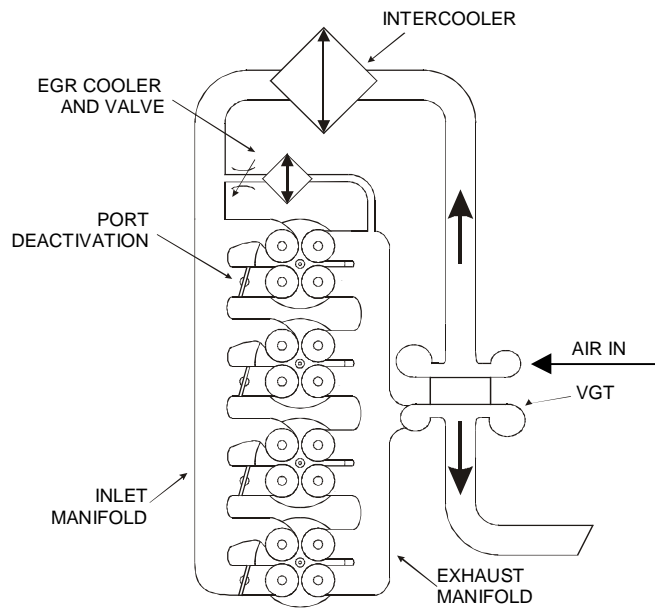 INTERCOOLER
EGR COOLER
AND VALVE
PORT
DEACTIVATION
AIR IN
VGT
INLET
MANIFOLD
EXHAUST
MANIFOLD